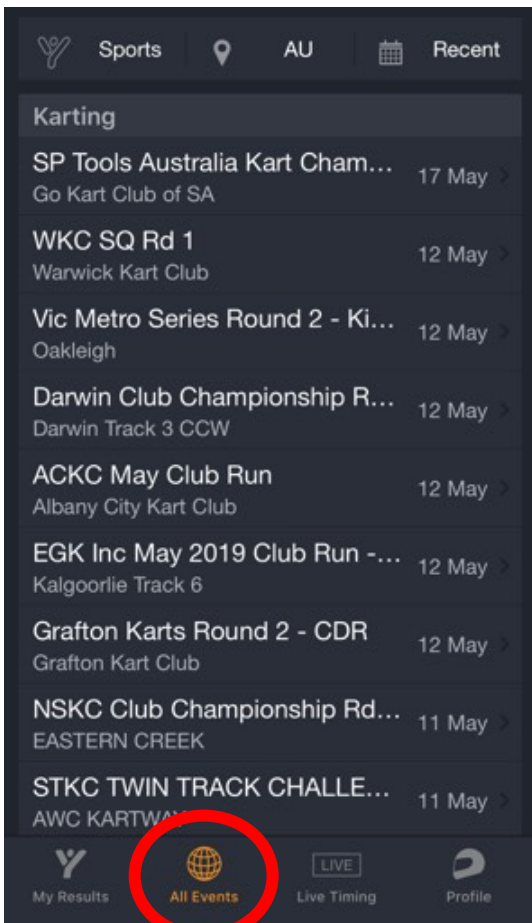 Sports AU Recent
Karting
SP Tools Australia Kart Cham... 17 May
Go Kart Club of SA
WKC SQ Rd 1 12 May
Warwick Kart Club
Vic Metro Series Round 2 - Ki... 12 May
Oakleigh
Darwin Club Championship R... 12 May
Darwin Track 3 CCW
ACKC May Club Run 12 May
Albany City Kart Club
EGK Inc May 2019 Club Run -... 12 May
Kalgoorlie Track 6
Grafton Karts Round 2 - CDR 12 May
Grafton Kart Club
NSKC Club Championship Rd... 11 May
EASTERN CREEK
STKC TWIN TRACK CHALLE... 11 May
AWC KARTWAY
LIVE
My Results All Events Live Timing Profile